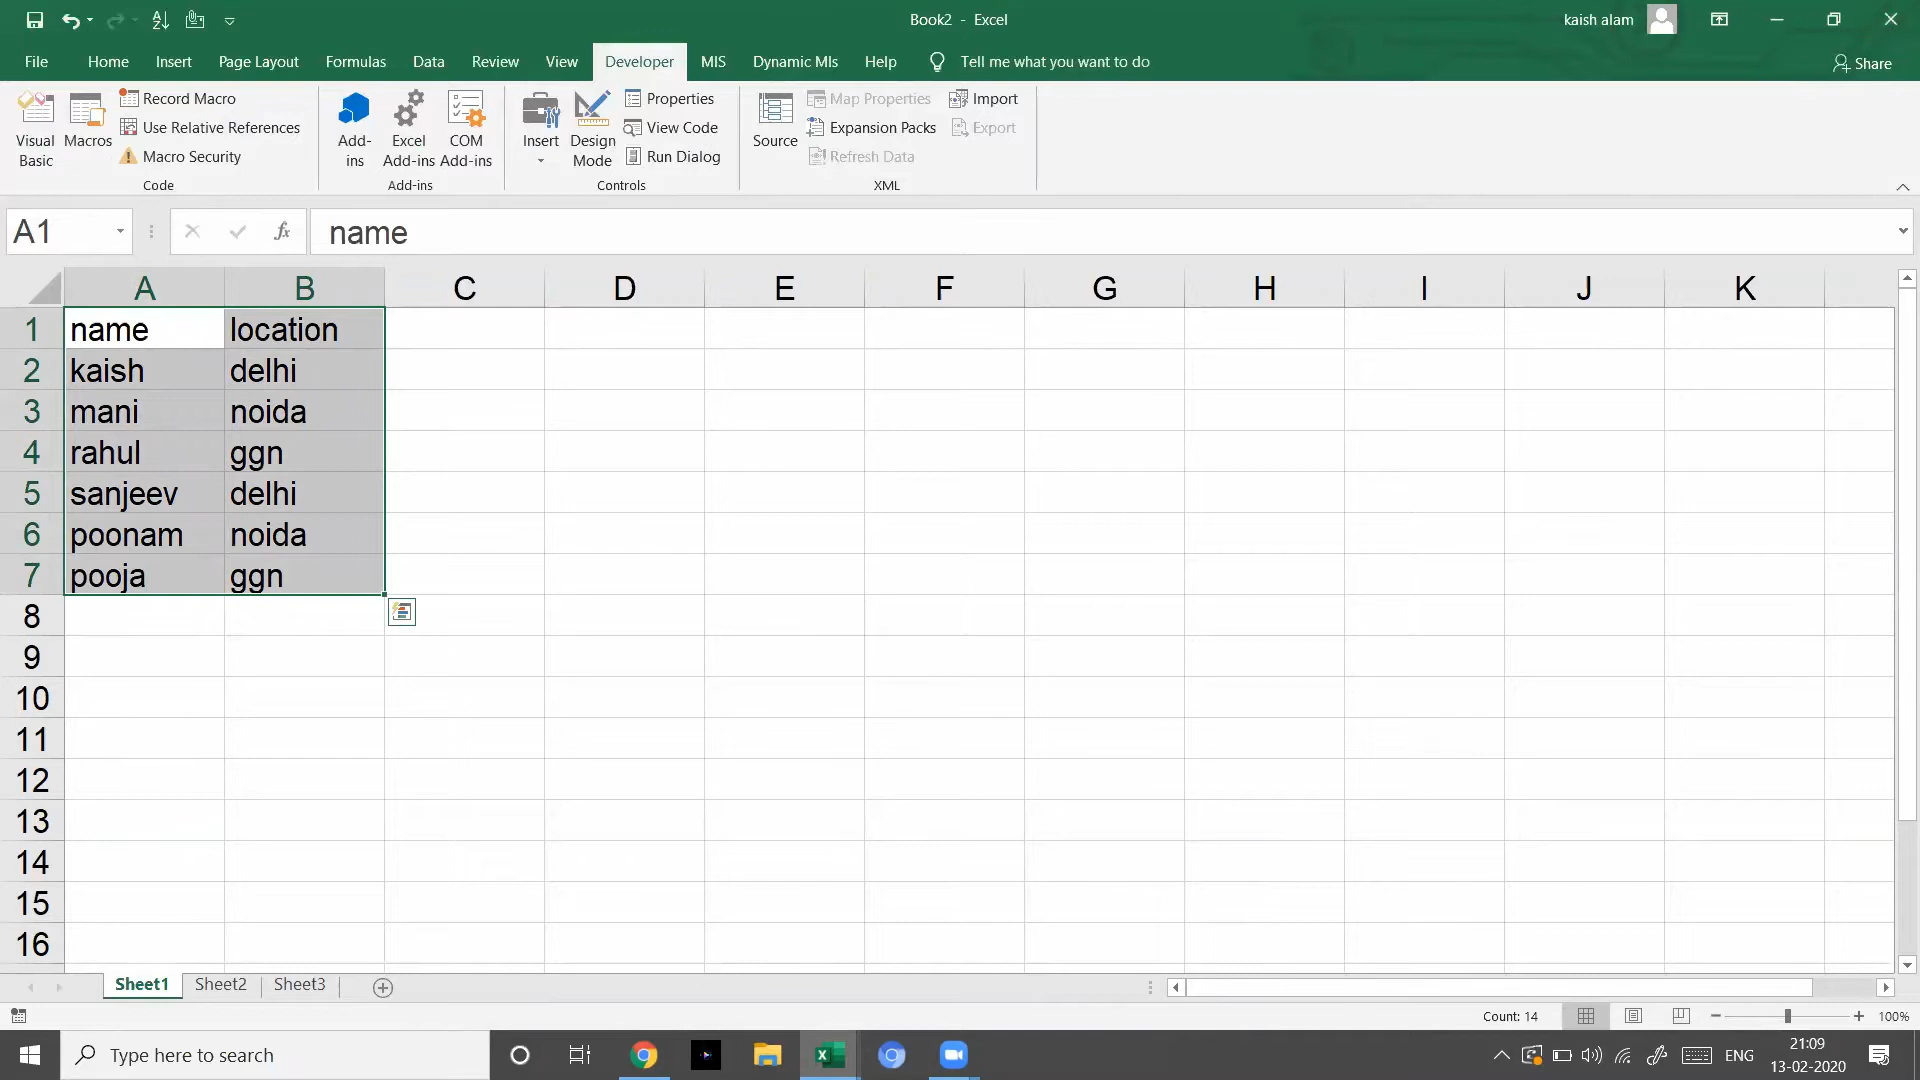 Book2 - Excel
kaish alam
File Home Insert Page Layout Formulas Data Review View Developer MIS Dynamic MIs Help Tell me what you want to do Share
Visual Basic
Macros
Record Macro
Use Relative References
Macro Security
Code
Add-ins
Excel Add-ins
COM Add-ins
Add-ins
Insert
Design Mode
Properties
View Code
Run Dialog
Controls
Source
Map Properties
Expansion Packs
Refresh Data
Import
Export
XML
A1 fx name
A B C D E F G H I J K
1 name location
2 kaish delhi
3 mani noida
4 rahul ggn
5 sanjeev delhi
6 poonam noida
7 pooja ggn
8
9
10
11
12
13
14
15
16
Sheet1 Sheet2 Sheet3
Count: 14 100%
Type here to search
ENG
21:09
13-02-2020